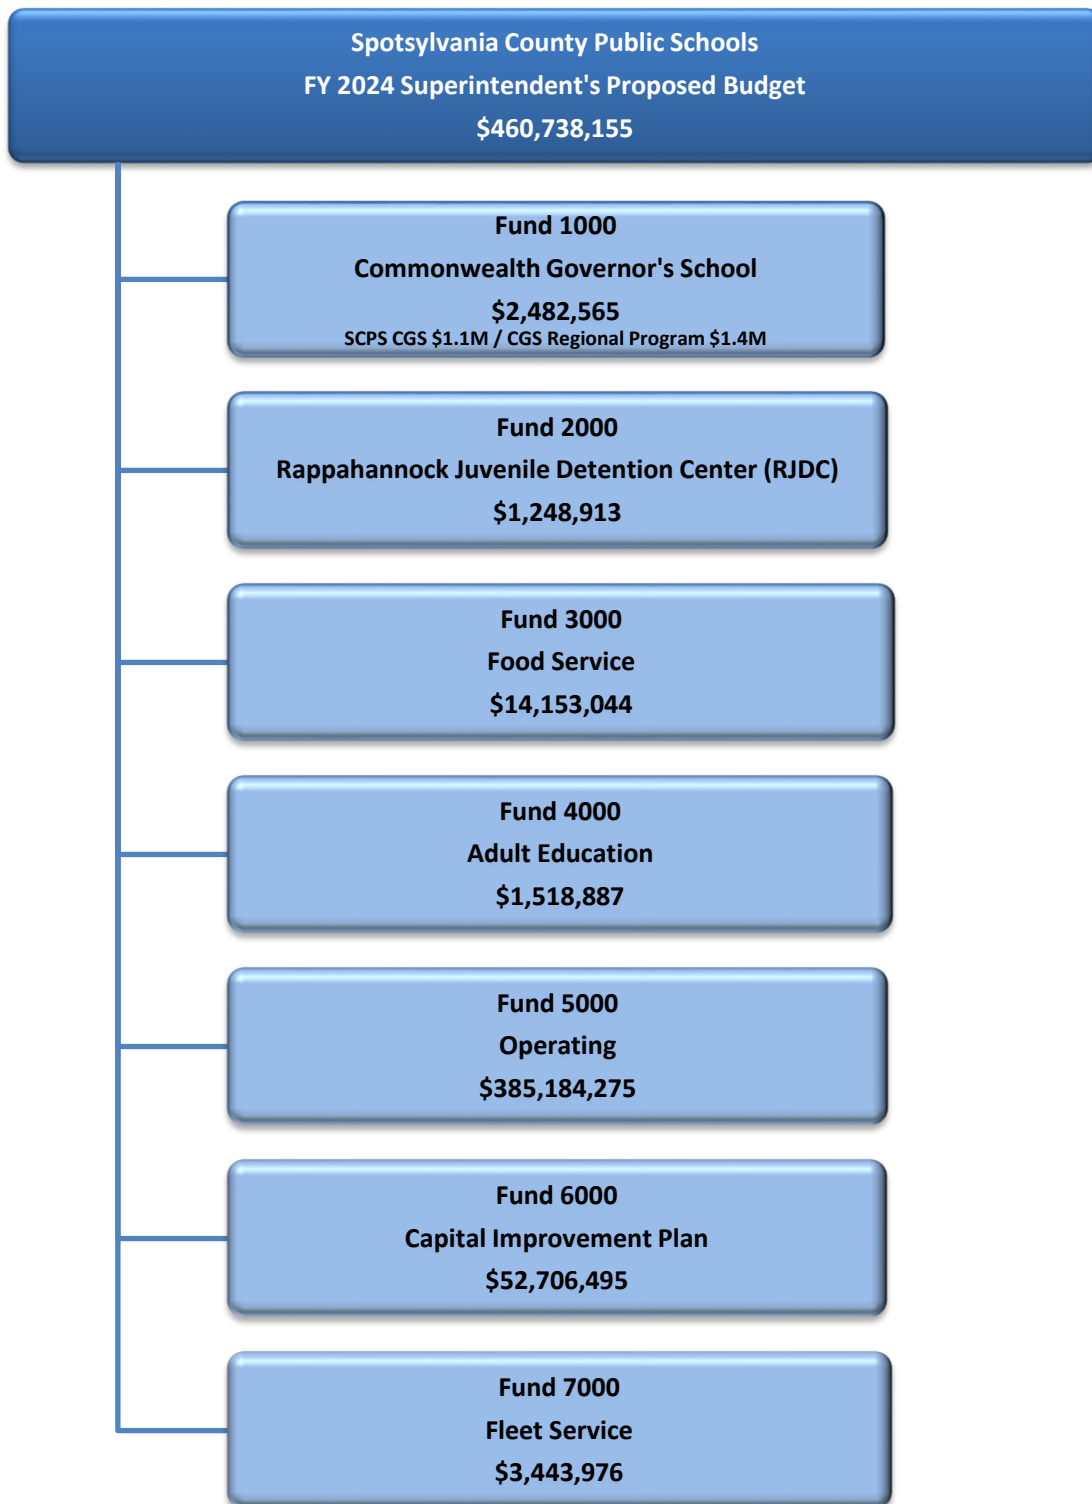 Spotsylvania County Public Schools
FY 2024 Superintendent's Proposed Budget
$460,738,155
Fund 1000
Commonwealth Governor's School
$2,482,565
SCPS CGS $1.1M / CGS Regional Program $1.4M
Fund 2000
Rappahannock Juvenile Detention Center (RJDC)
$1,248,913
Fund 3000
Food Service
$14,153,044
Fund 4000
Adult Education
$1,518,887
Fund 5000
Operating
$385,184,275
Fund 6000
Capital Improvement Plan
$52,706,495
Fund 7000
Fleet Service
$3,443,976